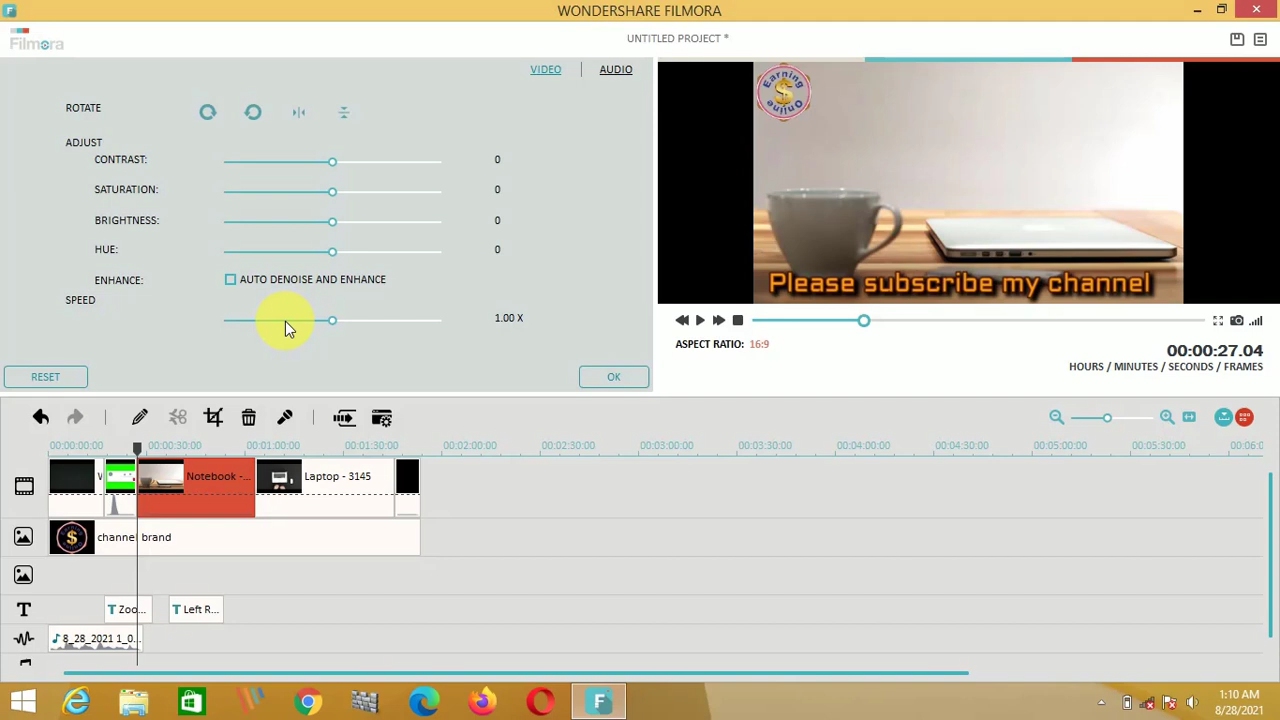 WONDERSHARE FILMORA
Filmora
UNTITLED PROJECT *
VIDEO
AUDIO
ROTATE
ADJUST
CONTRAST:
0
SATURATION:
0
BRIGHTNESS:
0
HUE:
0
ENHANCE:
AUTO DENOISE AND ENHANCE
SPEED
1.00 X
RESET
OK
Earning
$
Online
Please subscribe my channel
ASPECT RATIO: 16:9
00:00:27.04
HOURS / MINUTES / SECONDS / FRAMES
00:00:00:00
00:00:30:00
00:01:00:00
00:01:30:00
00:02:00:00
00:02:30:00
00:03:00:00
00:03:30:00
00:04:00:00
00:04:30:00
00:05:00:00
00:05:30:00
00:06:0
Notebook -...
Laptop - 3145
channel brand
T Zoo...
T Left R...
8_28_2021 1_0...
1:10 AM
8/28/2021